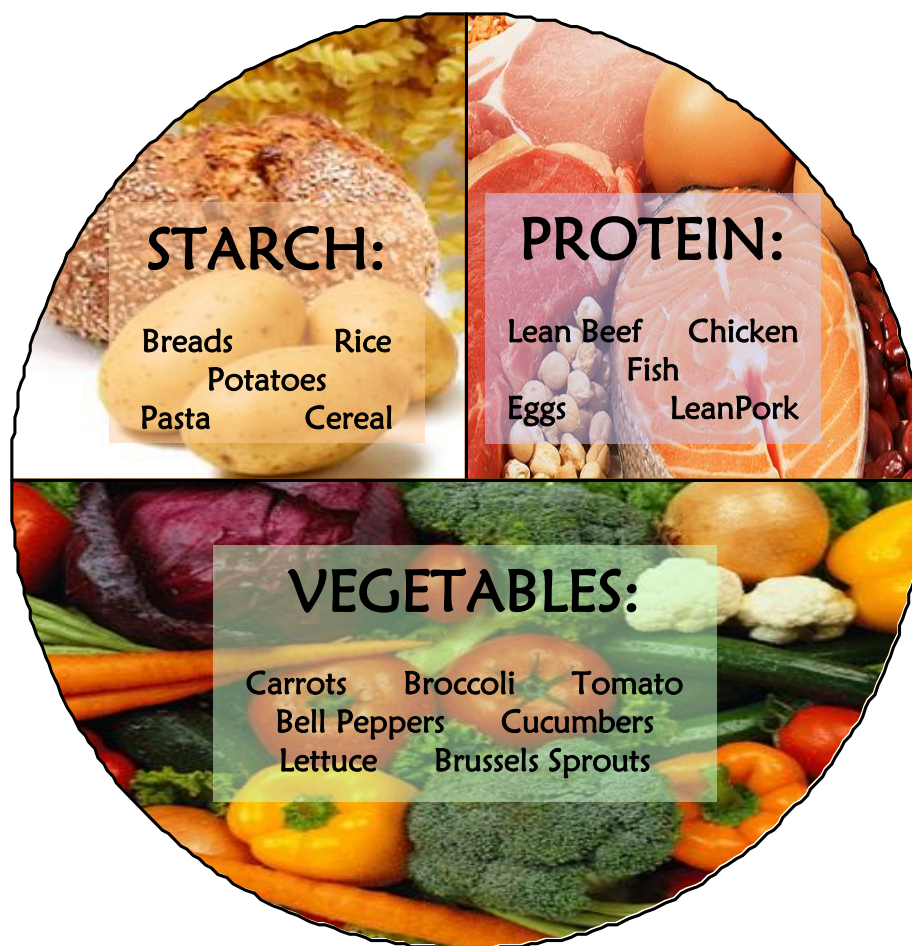 STARCH:
Breads Rice
Potatoes
Pasta Cereal
PROTEIN:
Lean Beef Chicken
Fish
Eggs LeanPork
VEGETABLES:
Carrots Broccoli Tomato
Bell Peppers Cucumbers
Lettuce Brussels Sprouts